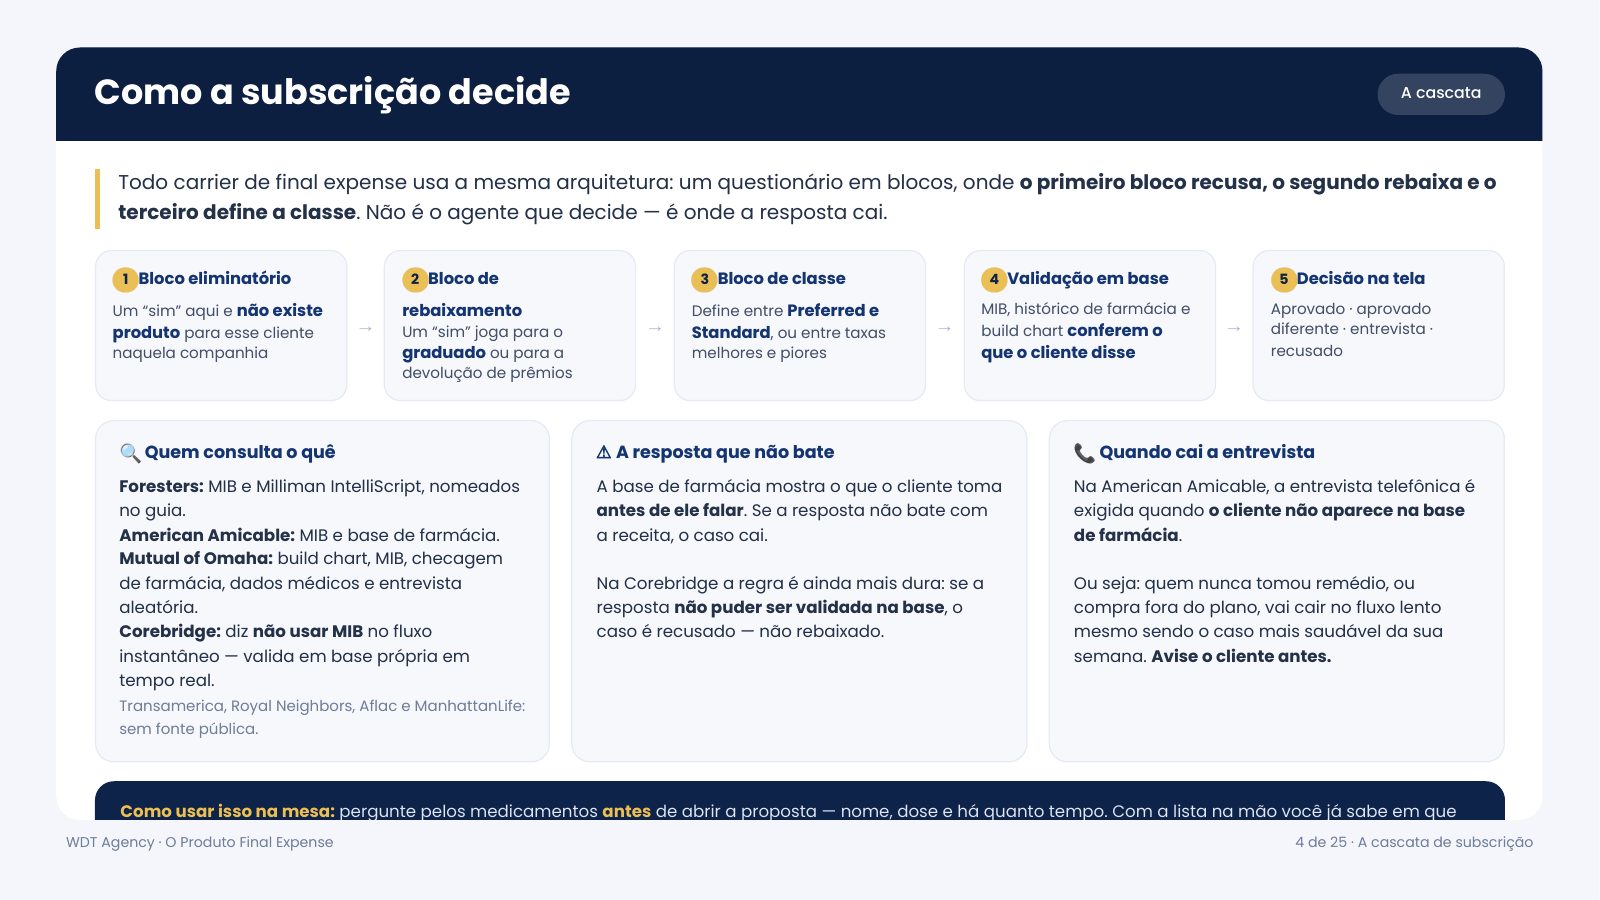 Como a subscrição decide
A cascata
Todo carrier de final expense usa a mesma arquitetura: um questionário em blocos, onde o primeiro bloco recusa, o segundo rebaixa e o
terceiro define a classe. Não é o agente que decide — é onde a resposta cai.
1 Bloco eliminatório
Um “sim” aqui e não existe
produto para esse cliente
naquela companhia
→
2 Bloco de
rebaixamento
Um “sim” joga para o
graduado ou para a
devolução de prêmios
→
3 Bloco de classe
Define entre Preferred e
Standard, ou entre taxas
melhores e piores
→
4 Validação em base
MIB, histórico de farmácia e
build chart conferem o
que o cliente disse
→
5 Decisão na tela
Aprovado · aprovado
diferente · entrevista ·
recusado
🔍 Quem consulta o quê
Foresters: MIB e Milliman IntelliScript, nomeados
no guia.
American Amicable: MIB e base de farmácia.
Mutual of Omaha: build chart, MIB, checagem
de farmácia, dados médicos e entrevista
aleatória.
Corebridge: diz não usar MIB no fluxo
instantâneo — valida em base própria em
tempo real.
Transamerica, Royal Neighbors, Aflac e ManhattanLife:
sem fonte pública.
⚠ A resposta que não bate
A base de farmácia mostra o que o cliente toma
antes de ele falar. Se a resposta não bate com
a receita, o caso cai.
Na Corebridge a regra é ainda mais dura: se a
resposta não puder ser validada na base, o
caso é recusado — não rebaixado.
📞 Quando cai a entrevista
Na American Amicable, a entrevista telefônica é
exigida quando o cliente não aparece na base
de farmácia.
Ou seja: quem nunca tomou remédio, ou
compra fora do plano, vai cair no fluxo lento
mesmo sendo o caso mais saudável da sua
semana. Avise o cliente antes.
Como usar isso na mesa: pergunte pelos medicamentos antes de abrir a proposta — nome, dose e há quanto tempo. Com a lista na mão você já sabe em que
WDT Agency · O Produto Final Expense
4 de 25 · A cascata de subscrição